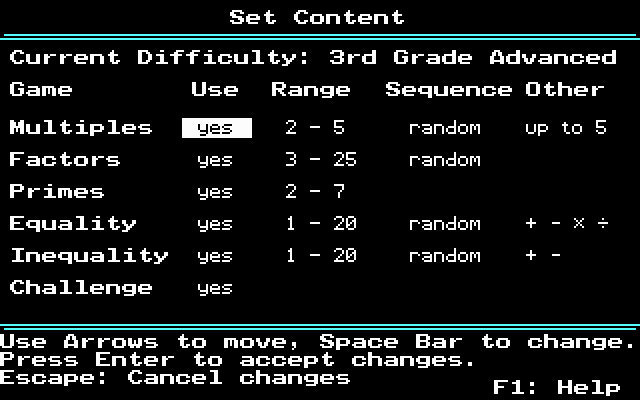 Set Content
Current Difficulty: 3rd Grade Advanced
Game Use Range Sequence Other
Multiples yes 2 - 5 random up to 5
Factors yes 3 - 25 random
Primes yes 2 - 7
Equality yes 1 - 20 random + - × ÷
Inequality yes 1 - 20 random + -
Challenge yes
Use Arrows to move, Space Bar to change.
Press Enter to accept changes.
Escape: Cancel changes
F1: Help